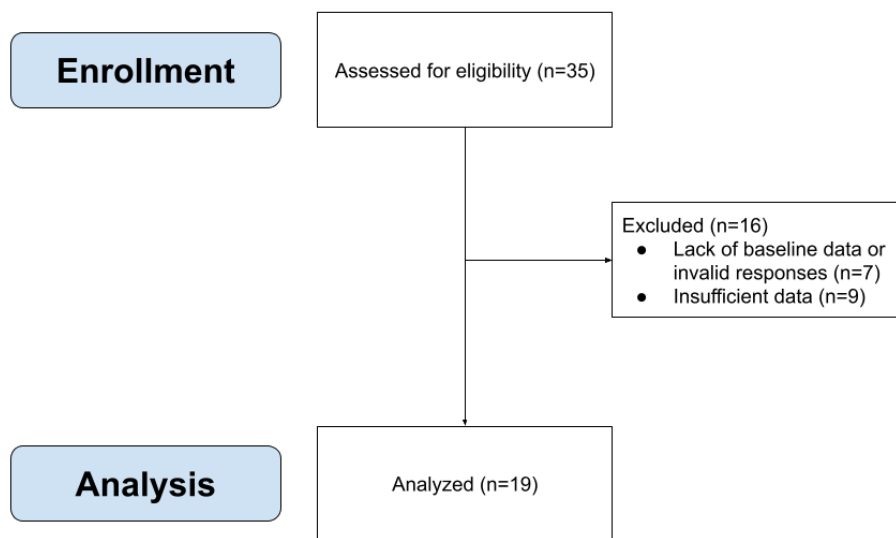 Enrollment
Assessed for eligibility (n=35)
Excluded (n=16)
● Lack of baseline data or
invalid responses (n=7)
● Insufficient data (n=9)
Analysis
Analyzed (n=19)